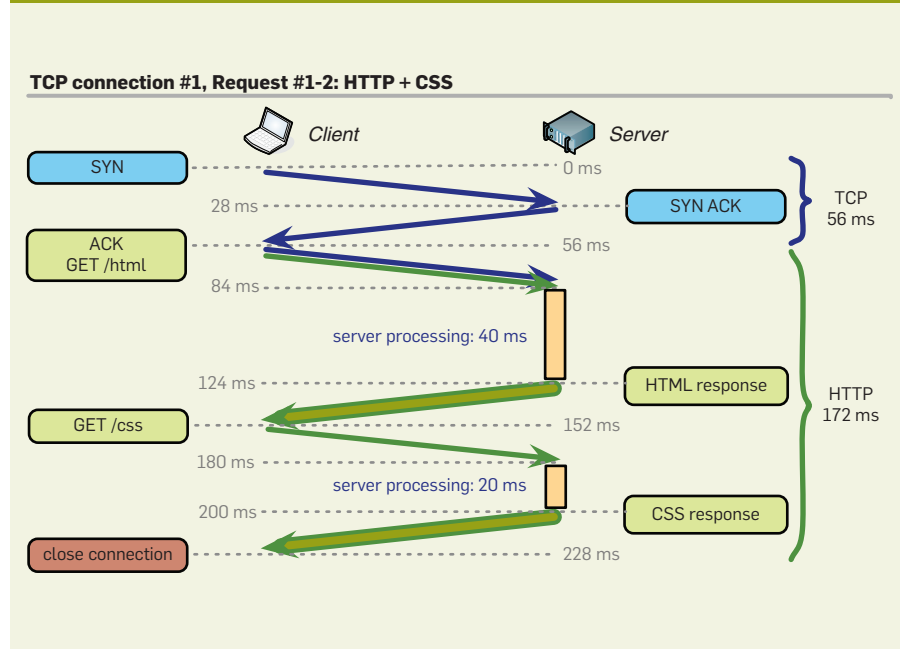 TCP connection #1, Request #1-2: HTTP + CSS
Client
Server
SYN
0 ms
28 ms
SYN ACK
TCP
56 ms
ACK
GET /html
56 ms
84 ms
server processing: 40 ms
124 ms
HTML response
HTTP
172 ms
GET /css
152 ms
180 ms
server processing: 20 ms
200 ms
CSS response
close connection
228 ms